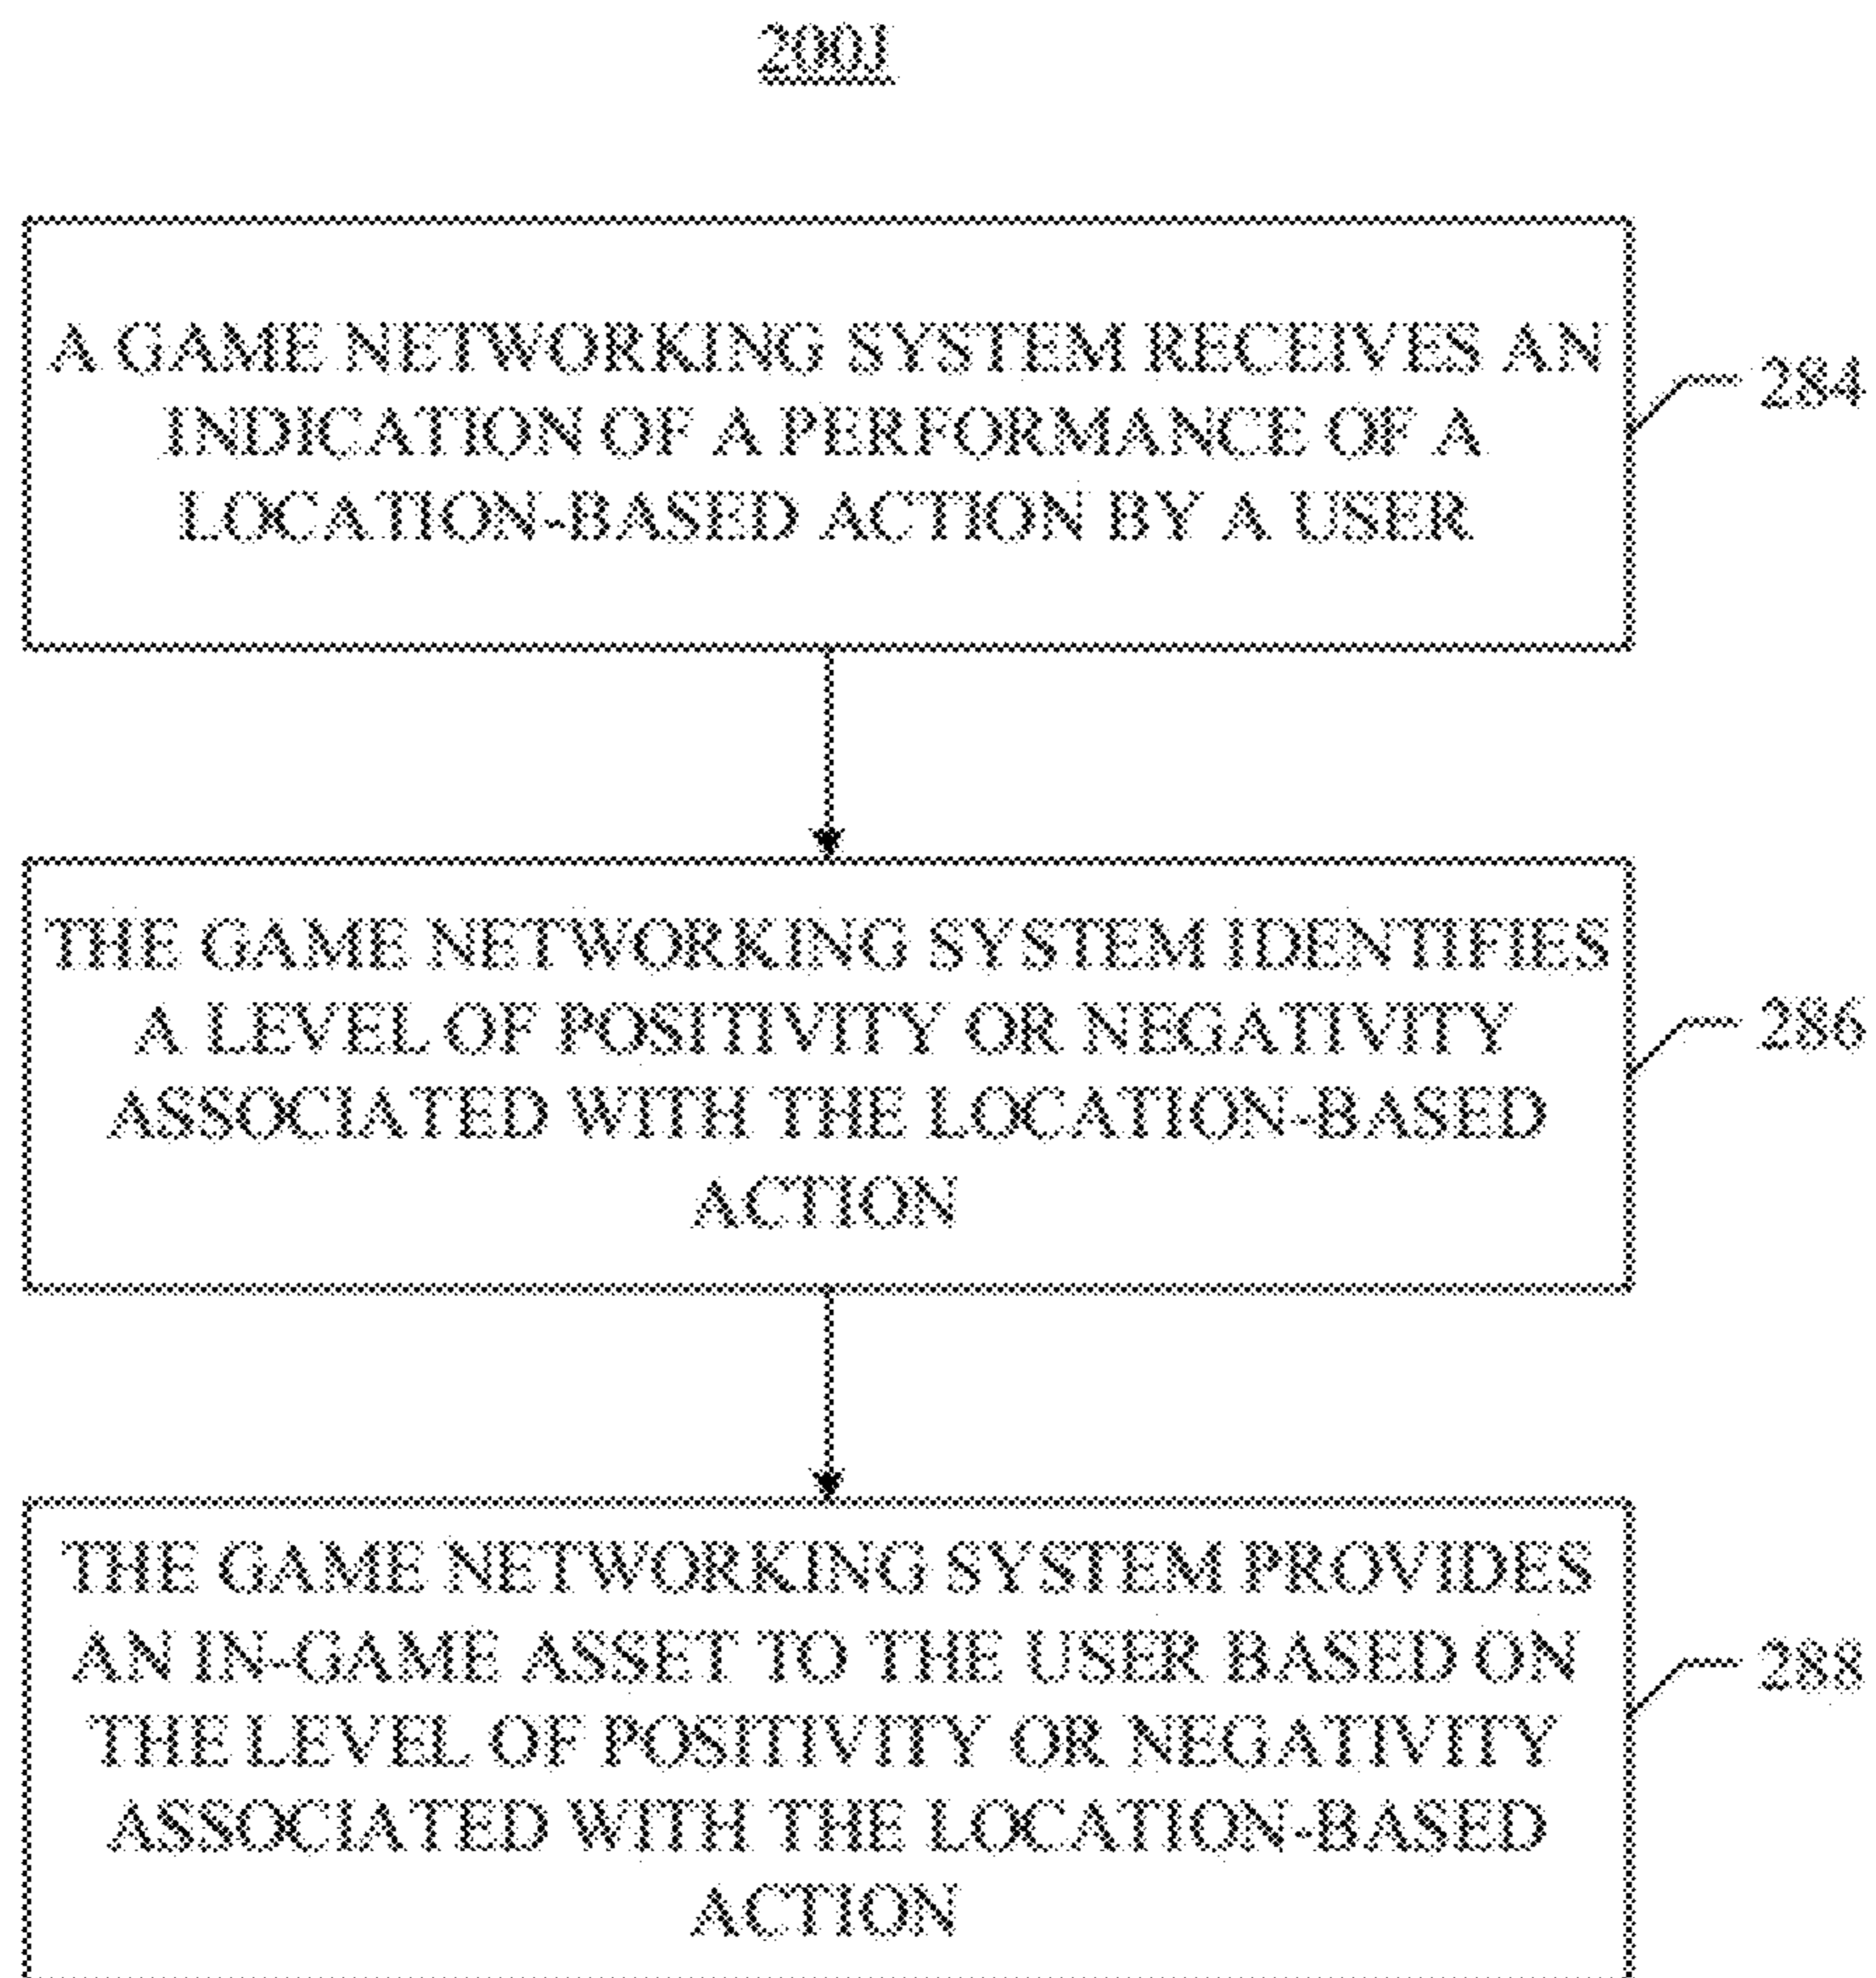 200I
A GAME NETWORKING SYSTEM RECEIVES AN
INDICATION OF A PERFORMANCE OF A
LOCATION-BASED ACTION BY A USER
284
THE GAME NETWORKING SYSTEM IDENTIFIES
A LEVEL OF POSITIVITY OR NEGATIVITY
ASSOCIATED WITH THE LOCATION-BASED
ACTION
286
THE GAME NETWORKING SYSTEM PROVIDES
AN IN-GAME ASSET TO THE USER BASED ON
THE LEVEL OF POSITIVITY OR NEGATIVITY
ASSOCIATED WITH THE LOCATION-BASED
ACTION
288